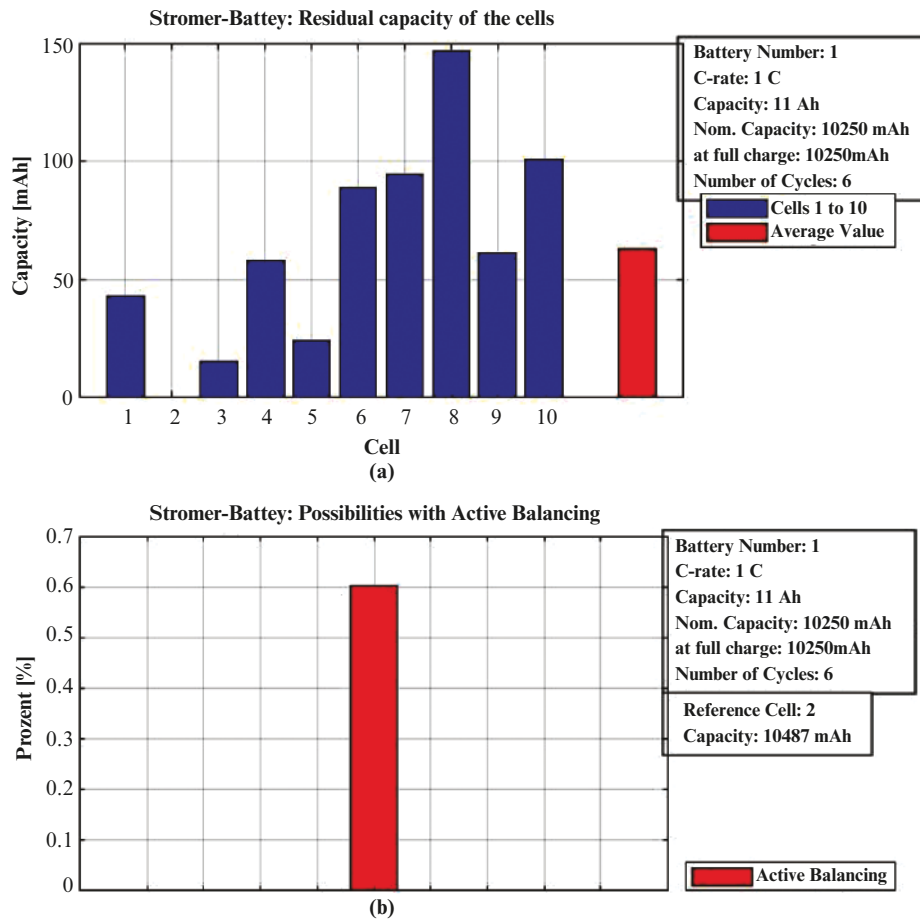 Stromer-Battey: Residual capacity of the cells
150
100
50
0
Capacity [mAh]
1 2 3 4 5 6 7 8 9 10
Cell
(a)
Battery Number: 1
C-rate: 1 C
Capacity: 11 Ah
Nom. Capacity: 10250 mAh
at full charge: 10250mAh
Number of Cycles: 6
Cells 1 to 10
Average Value
Stromer-Battey: Possibilities with Active Balancing
0.7
0.6
0.5
0.4
0.3
0.2
0.1
0
Prozent [%]
(b)
Battery Number: 1
C-rate: 1 C
Capacity: 11 Ah
Nom. Capacity: 10250 mAh
at full charge: 10250mAh
Number of Cycles: 6
Reference Cell: 2
Capacity: 10487 mAh
Active Balancing